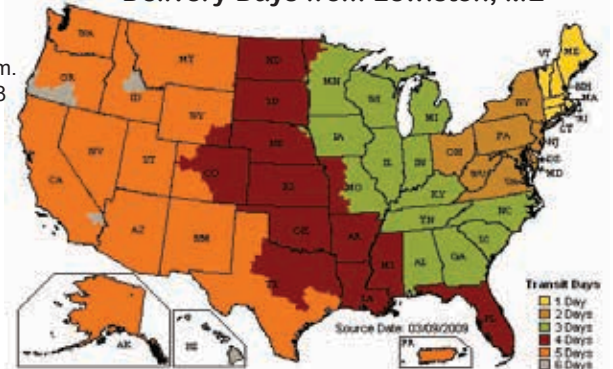 Delivery Days from Lewiston, ME
m.
3
WA
MT
ND
MN
VT
ME
OR
ID
SD
WI
MI
NY
NH
MA
RI
CT
WY
NE
IA
PA
NJ
DE
MD
NV
UT
CO
IL
IN
OH
WV
VA
CA
KS
MO
KY
NC
TN
AZ
NM
OK
AR
SC
MS
AL
GA
TX
LA
FL
AK
HI
PR
Source Date: 03/09/2009
Transit Days
1 Day
2 Days
3 Days
4 Days
5 Days
6 Days